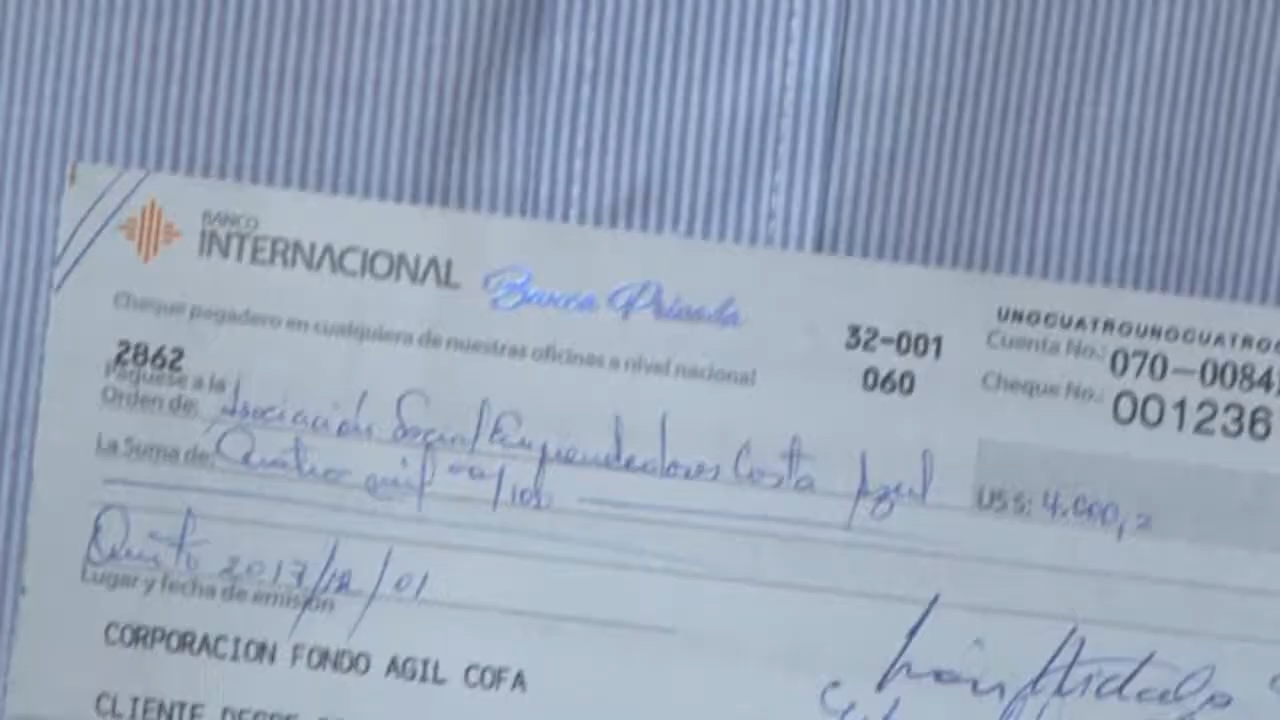 BANCO
INTERNACIONAL Banca Privada
Cheque pagadero en cualquiera de nuestras oficinas a nivel nacional
32-001
060
UNOCUATROUNOCUATRO
Cuenta No.: 070-0084
Cheque No.: 001236
2862
Páguese a la
Orden de: Asociación Social Emprendedores Costa Azul
US$: 4.000,
La Suma de: Cuatro mil 00/100
Quito 2017/12/01
Lugar y fecha de emisión
CORPORACION FONDO AGIL COFA
CLIENTE DESDE